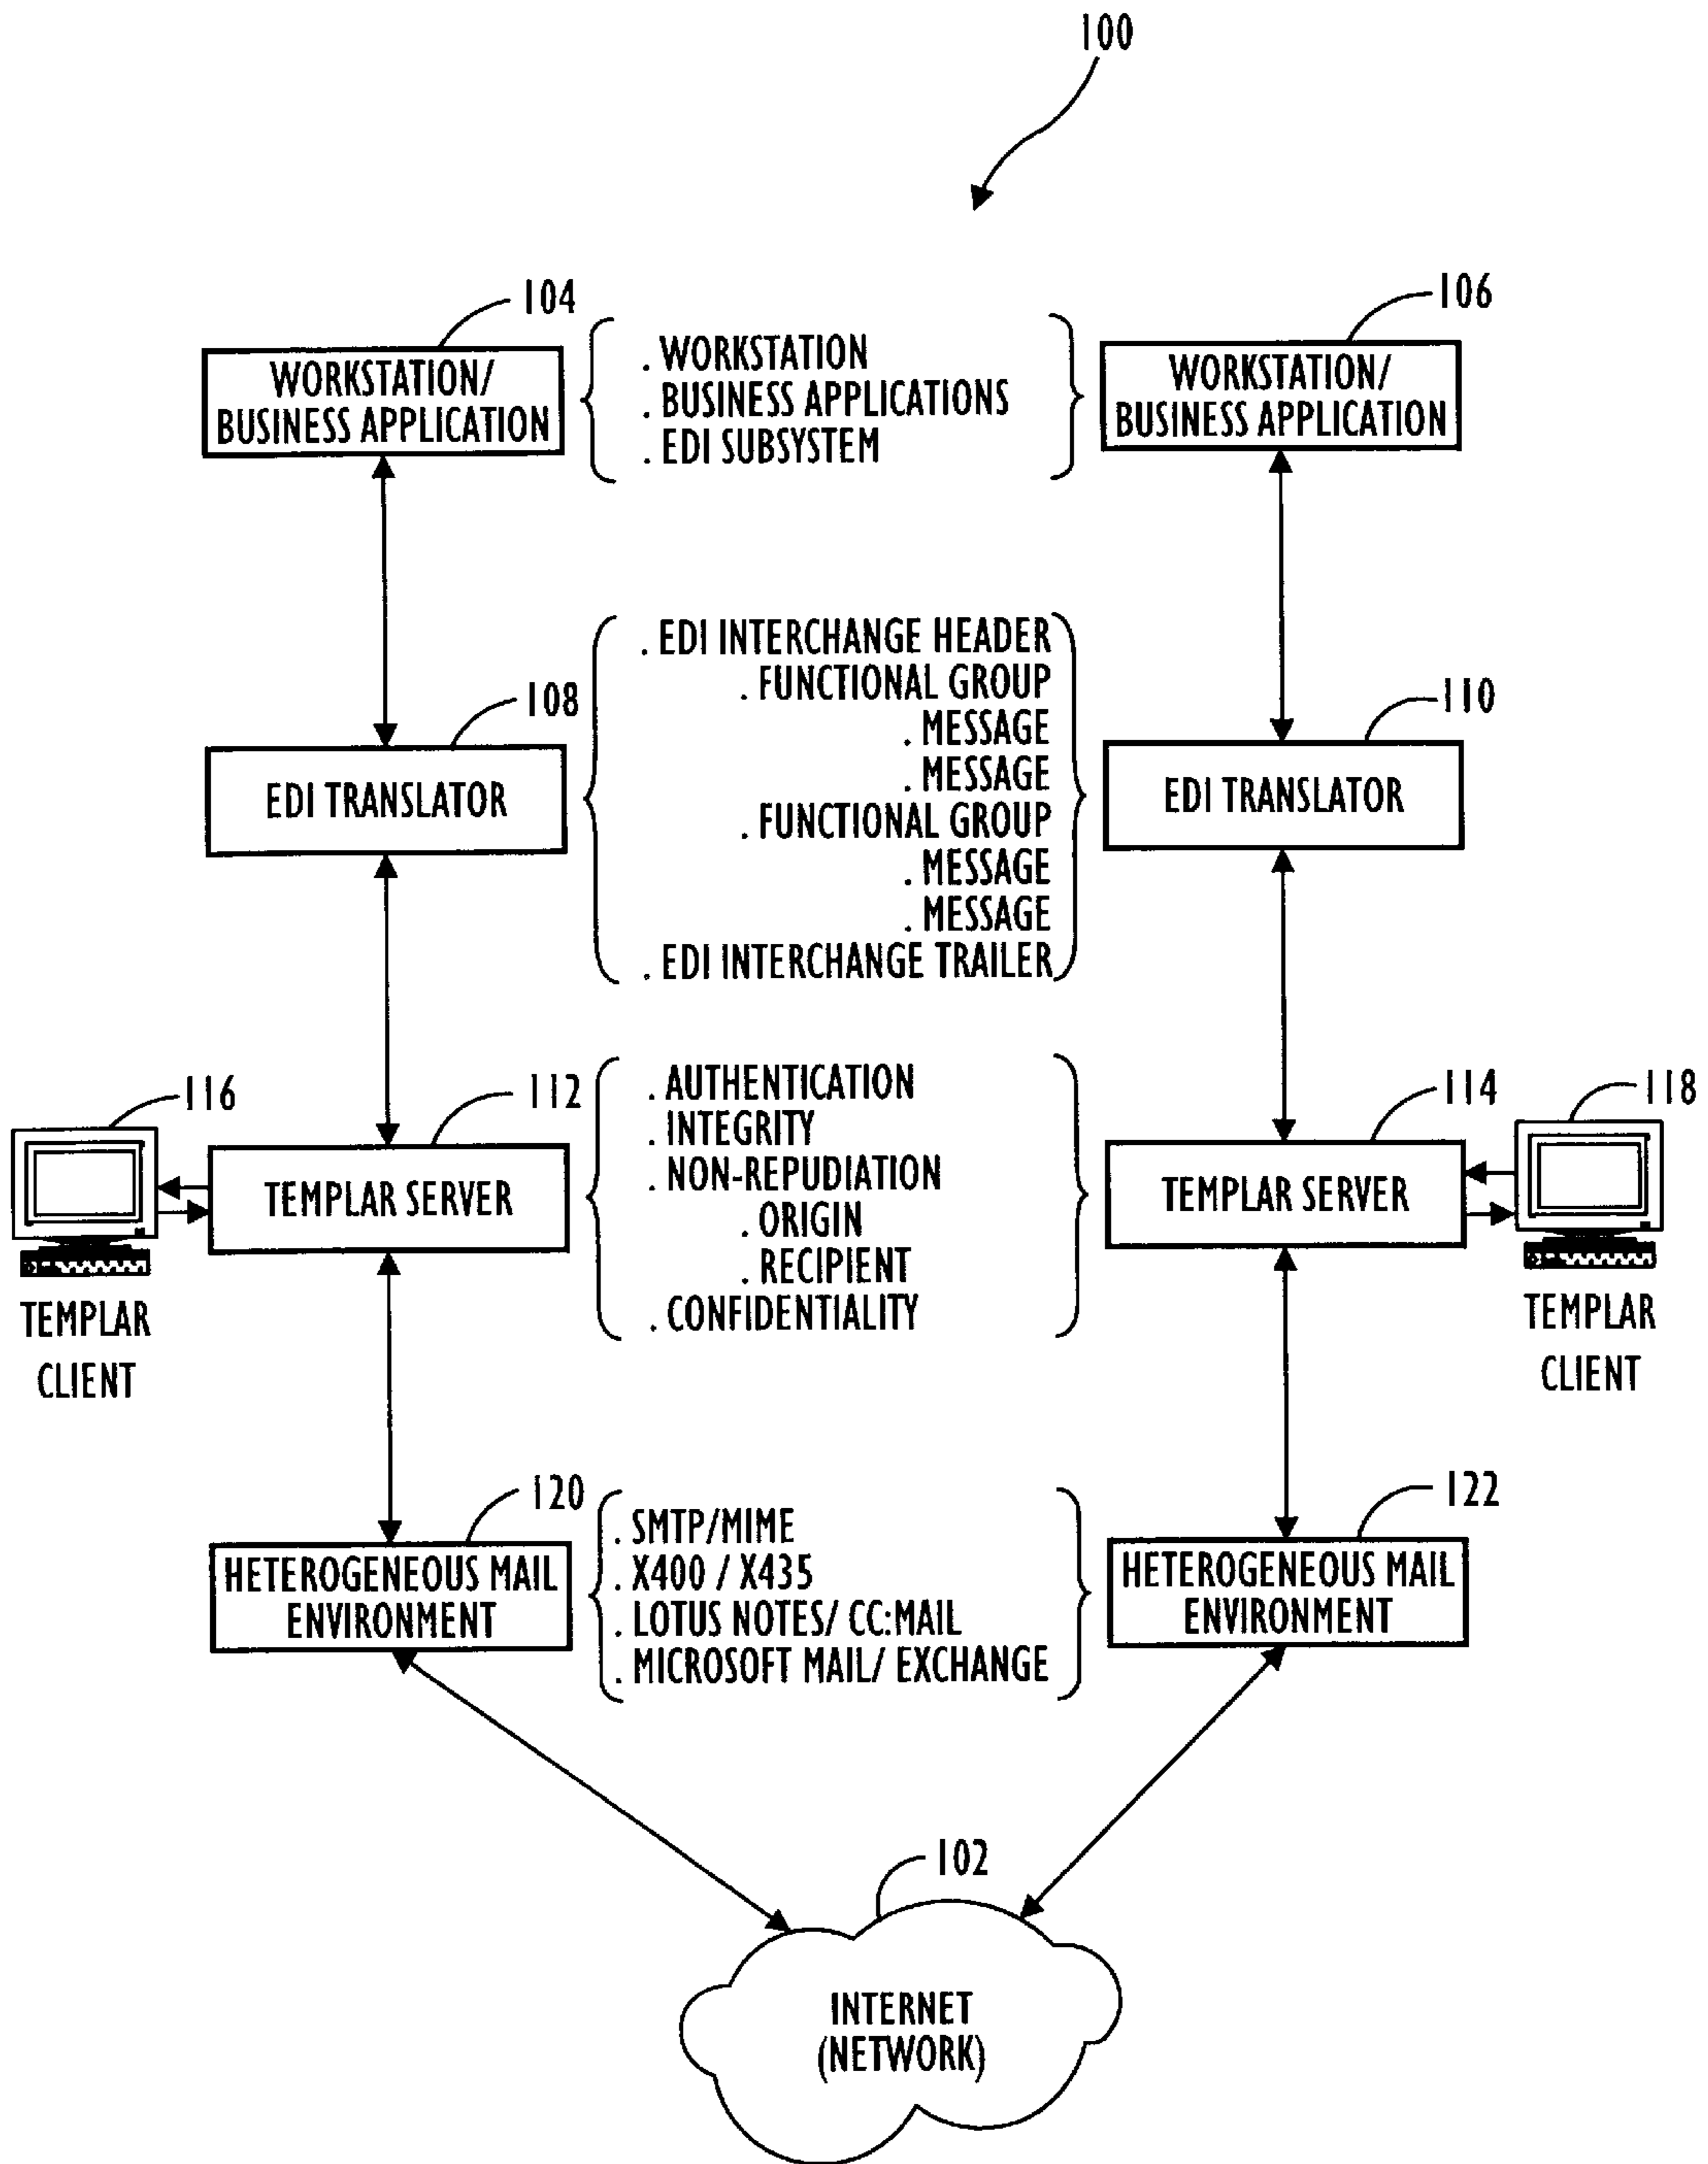 100
104
106
WORKSTATION/
BUSINESS APPLICATION
. WORKSTATION
. BUSINESS APPLICATIONS
. EDI SUBSYSTEM
WORKSTATION/
BUSINESS APPLICATION
108
110
EDI TRANSLATOR
. EDI INTERCHANGE HEADER
. FUNCTIONAL GROUP
. MESSAGE
. MESSAGE
. FUNCTIONAL GROUP
. MESSAGE
. MESSAGE
. EDI INTERCHANGE TRAILER
EDI TRANSLATOR
116
112
114
118
TEMPLAR SERVER
. AUTHENTICATION
. INTEGRITY
. NON-REPUDIATION
. ORIGIN
. RECIPIENT
. CONFIDENTIALITY
TEMPLAR SERVER
TEMPLAR
CLIENT
TEMPLAR
CLIENT
120
122
HETEROGENEOUS MAIL
ENVIRONMENT
. SMTP/MIME
. X400 / X435
. LOTUS NOTES/ CC:MAIL
. MICROSOFT MAIL/ EXCHANGE
HETEROGENEOUS MAIL
ENVIRONMENT
102
INTERNET
(NETWORK)